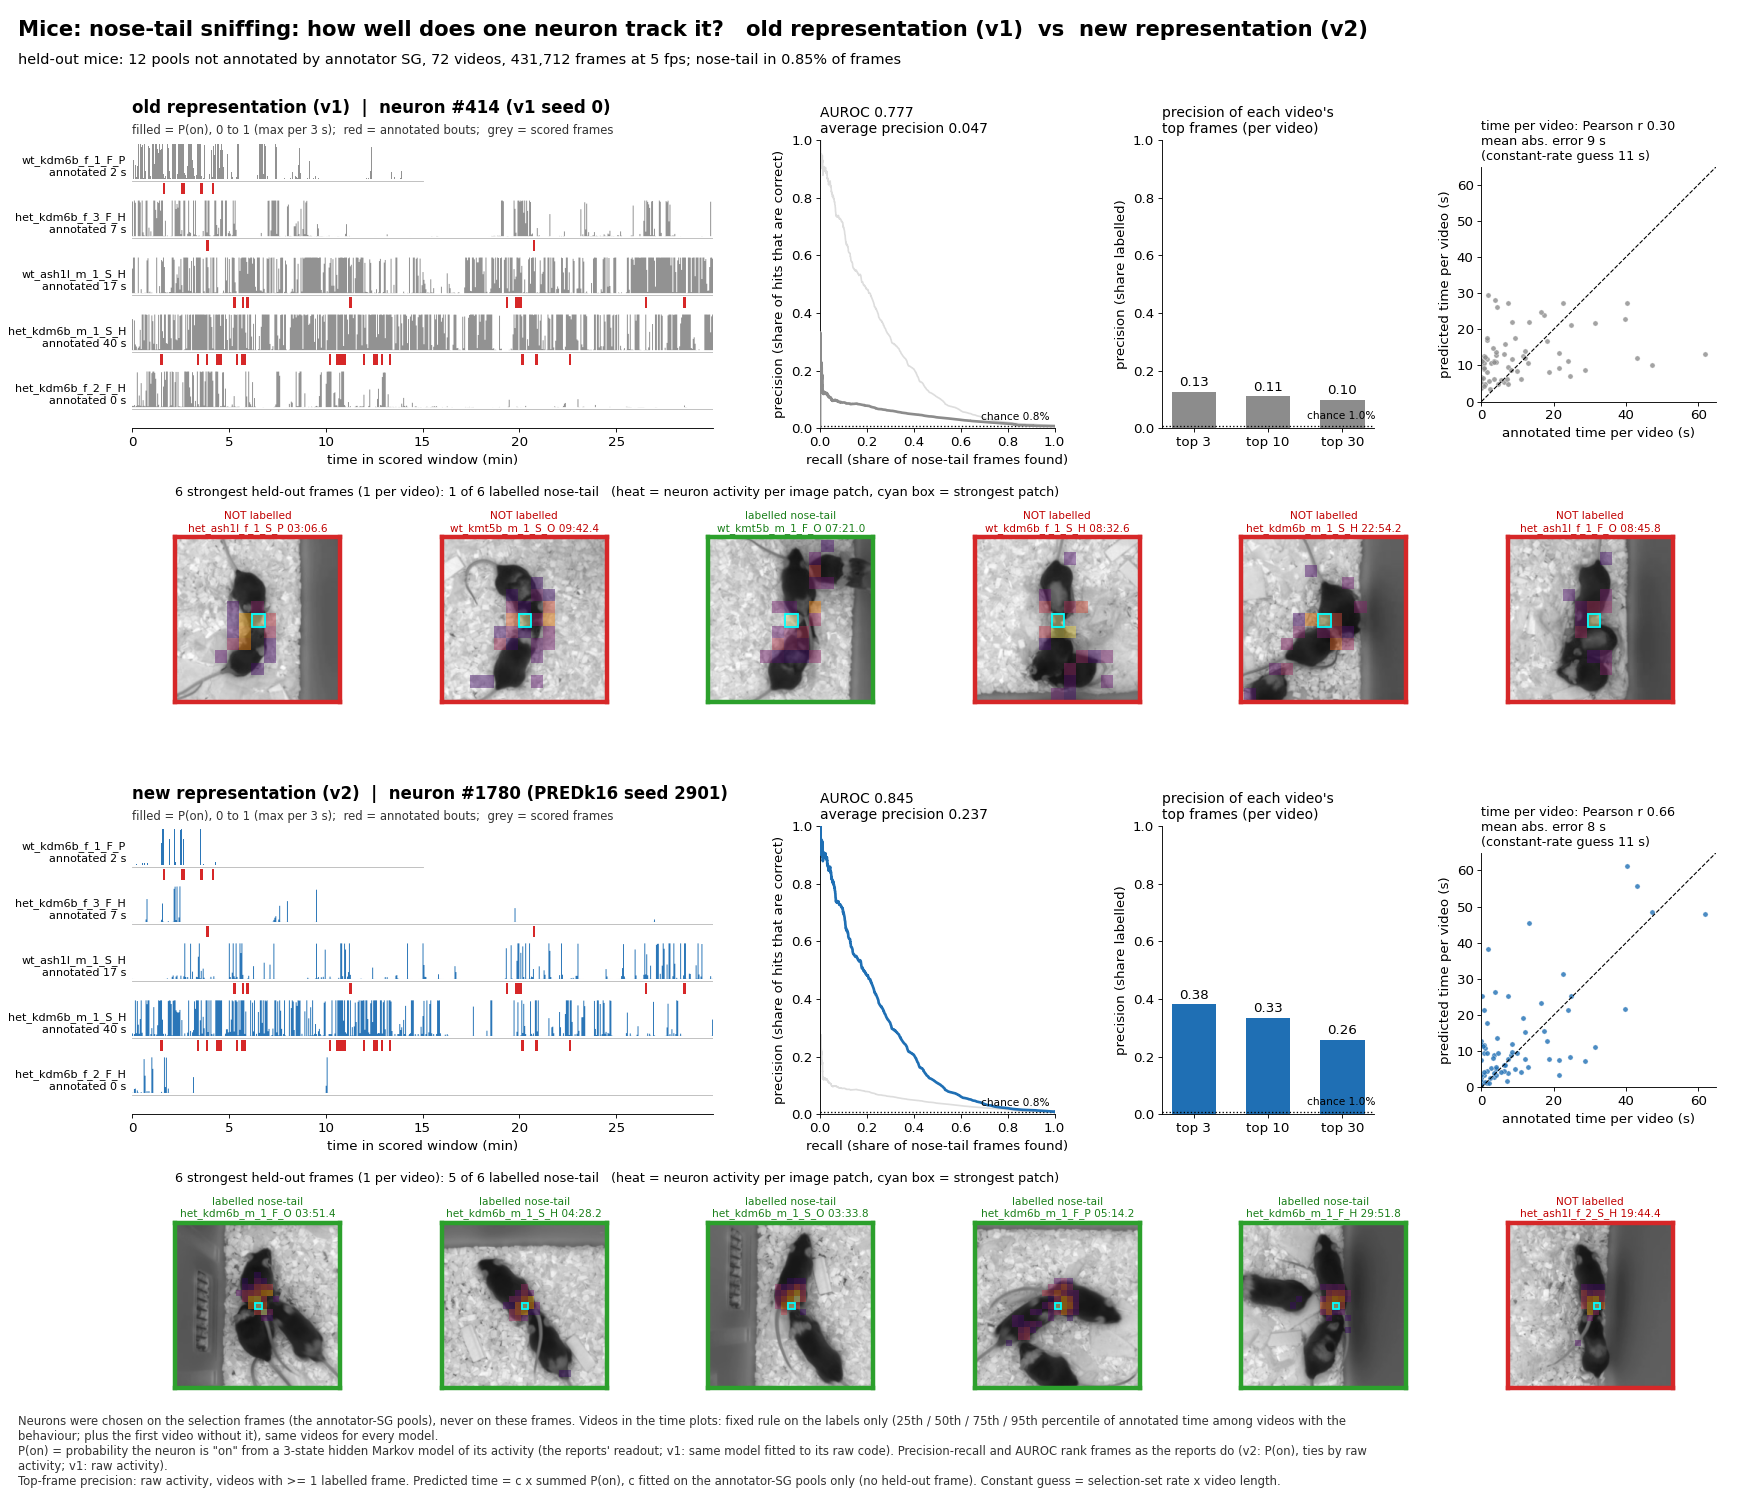 Mice: nose-tail sniffing: how well does one neuron track it?   old representation (v1)  vs  new representation (v2)
held-out mice: 12 pools not annotated by annotator SG, 72 videos, 431,712 frames at 5 fps; nose-tail in 0.85% of frames
old representation (v1)  |  neuron #414 (v1 seed 0)
filled = P(on), 0 to 1 (max per 3 s);  red = annotated bouts;  grey = scored frames
wt_kdm6b_f_1_F_P
annotated 2 s
het_kdm6b_f_3_F_H
annotated 7 s
wt_ash1l_m_1_S_H
annotated 17 s
het_kdm6b_m_1_S_H
annotated 40 s
het_kdm6b_f_2_F_H
annotated 0 s
0 5 10 15 20 25
time in scored window (min)
AUROC 0.777
average precision 0.047
precision (share of hits that are correct)
1.0
0.8
0.6
0.4
0.2
0.0
chance 0.8%
0.0 0.2 0.4 0.6 0.8 1.0
recall (share of nose-tail frames found)
precision of each video's
top frames (per video)
precision (share labelled)
1.0
0.8
0.6
0.4
0.2
0.0
0.13 0.11 0.10
chance 1.0%
top 3 top 10 top 30
time per video: Pearson r 0.30
mean abs. error 9 s
(constant-rate guess 11 s)
predicted time per video (s)
60
50
40
30
20
10
0
0 20 40 60
annotated time per video (s)
6 strongest held-out frames (1 per video): 1 of 6 labelled nose-tail   (heat = neuron activity per image patch, cyan box = strongest patch)
NOT labelled
het_ash1l_f_1_S_P 03:06.6
NOT labelled
wt_kmt5b_m_1_S_O 09:42.4
labelled nose-tail
wt_kmt5b_m_1_F_O 07:21.0
NOT labelled
wt_kdm6b_f_1_S_H 08:32.6
NOT labelled
het_kdm6b_m_1_S_H 22:54.2
NOT labelled
het_ash1l_f_1_F_O 08:45.8
new representation (v2)  |  neuron #1780 (PREDk16 seed 2901)
filled = P(on), 0 to 1 (max per 3 s);  red = annotated bouts;  grey = scored frames
wt_kdm6b_f_1_F_P
annotated 2 s
het_kdm6b_f_3_F_H
annotated 7 s
wt_ash1l_m_1_S_H
annotated 17 s
het_kdm6b_m_1_S_H
annotated 40 s
het_kdm6b_f_2_F_H
annotated 0 s
0 5 10 15 20 25
time in scored window (min)
AUROC 0.845
average precision 0.237
precision (share of hits that are correct)
1.0
0.8
0.6
0.4
0.2
0.0
chance 0.8%
0.0 0.2 0.4 0.6 0.8 1.0
recall (share of nose-tail frames found)
precision of each video's
top frames (per video)
precision (share labelled)
1.0
0.8
0.6
0.4
0.2
0.0
0.38 0.33 0.26
chance 1.0%
top 3 top 10 top 30
time per video: Pearson r 0.66
mean abs. error 8 s
(constant-rate guess 11 s)
predicted time per video (s)
60
50
40
30
20
10
0
0 20 40 60
annotated time per video (s)
6 strongest held-out frames (1 per video): 5 of 6 labelled nose-tail   (heat = neuron activity per image patch, cyan box = strongest patch)
labelled nose-tail
het_kdm6b_m_1_F_O 03:51.4
labelled nose-tail
het_kdm6b_m_1_S_H 04:28.2
labelled nose-tail
het_kdm6b_m_1_S_O 03:33.8
labelled nose-tail
het_kdm6b_m_1_F_P 05:14.2
labelled nose-tail
het_kdm6b_m_1_F_H 29:51.8
NOT labelled
het_ash1l_f_2_S_H 19:44.4
Neurons were chosen on the selection frames (the annotator-SG pools), never on these frames. Videos in the time plots: fixed rule on the labels only (25th / 50th / 75th / 95th percentile of annotated time among videos with the
behaviour; plus the first video without it), same videos for every model.
P(on) = probability the neuron is "on" from a 3-state hidden Markov model of its activity (the reports' readout; v1: same model fitted to its raw code). Precision-recall and AUROC rank frames as the reports do (v2: P(on), ties by raw
activity; v1: raw activity).
Top-frame precision: raw activity, videos with >= 1 labelled frame. Predicted time = c x summed P(on), c fitted on the annotator-SG pools only (no held-out frame). Constant guess = selection-set rate x video length.